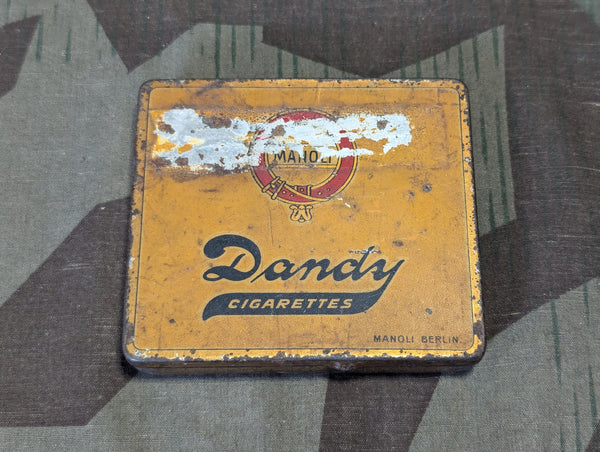 MANOLI
Dandy
CIGARETTES
MANOLI BERLIN.